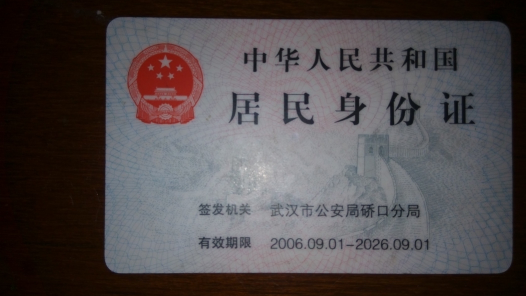 中华人民共和国
居民身份证
签发机关 武汉市公安局硚口分局
有效期限 2006.09.01-2026.09.01